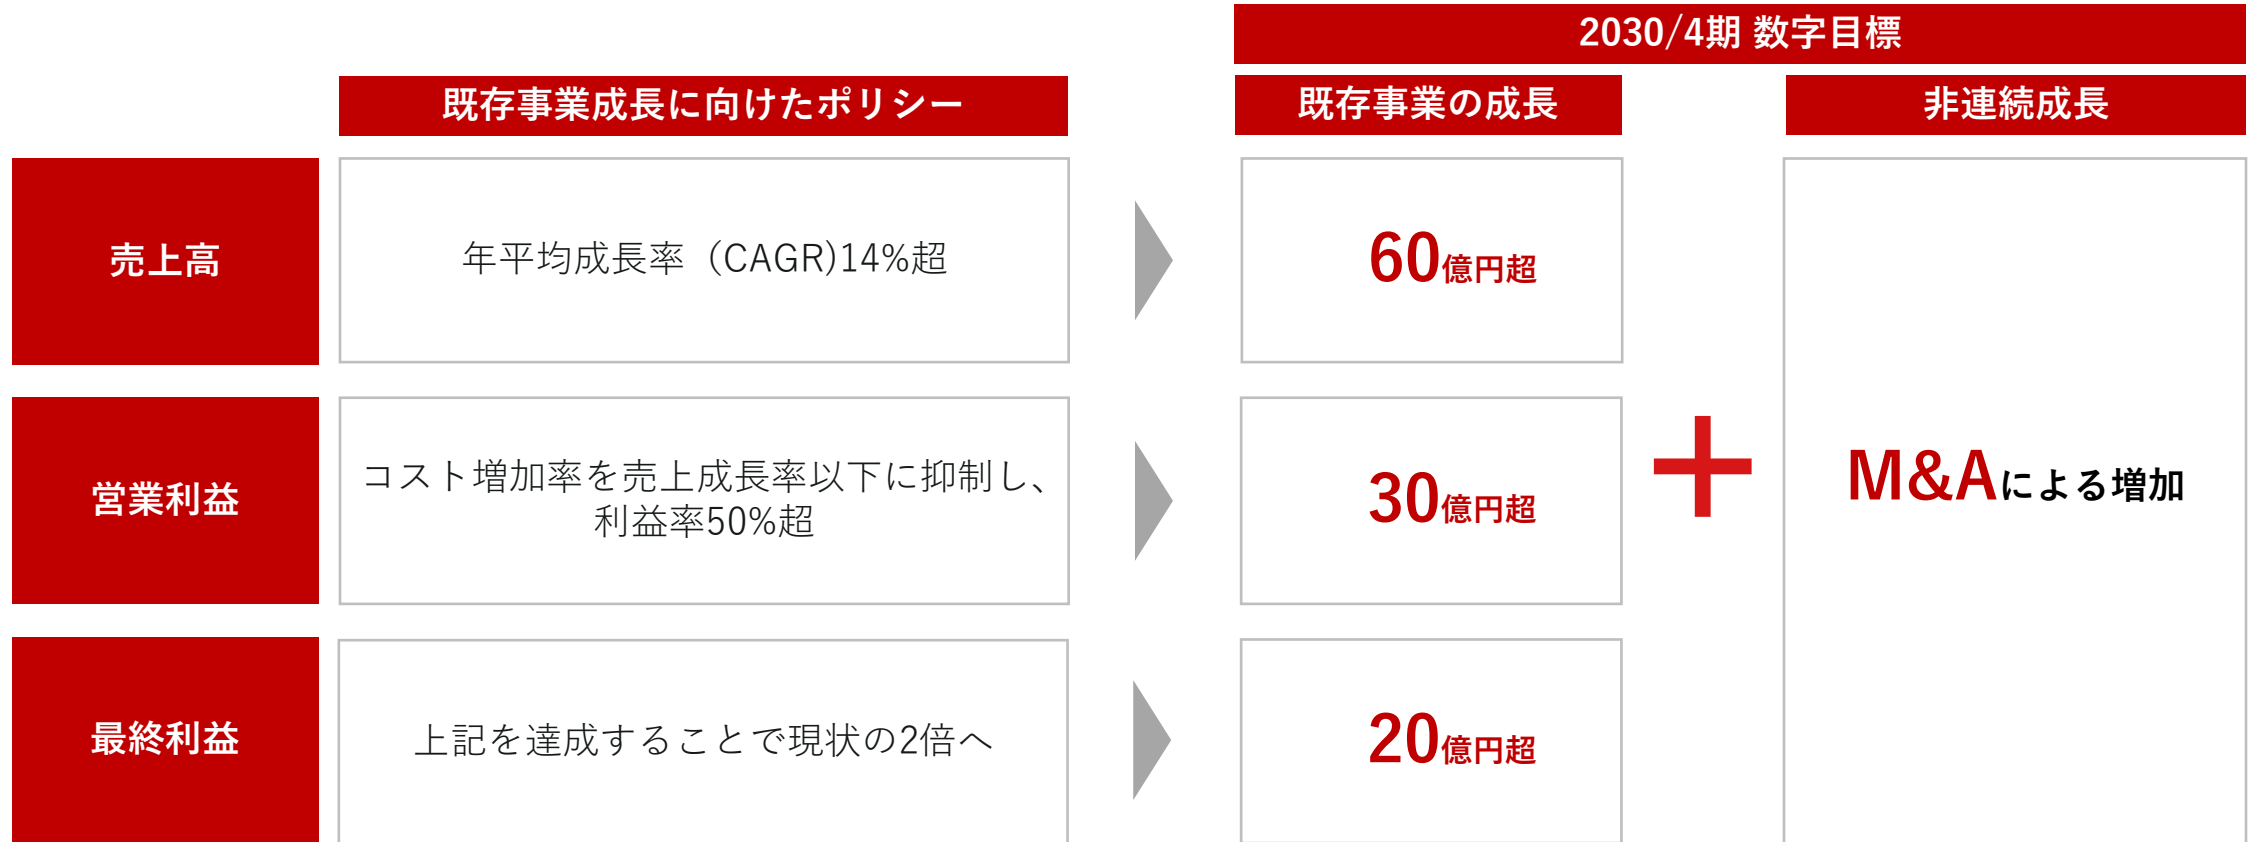 2030/4期 数字目標
既存事業成長に向けたポリシー
既存事業の成長
非連続成長
売上高
年平均成長率（CAGR)14%超
60億円超
営業利益
コスト増加率を売上成長率以下に抑制し、
利益率50%超
30億円超
+
M&Aによる増加
最終利益
上記を達成することで現状の2倍へ
20億円超